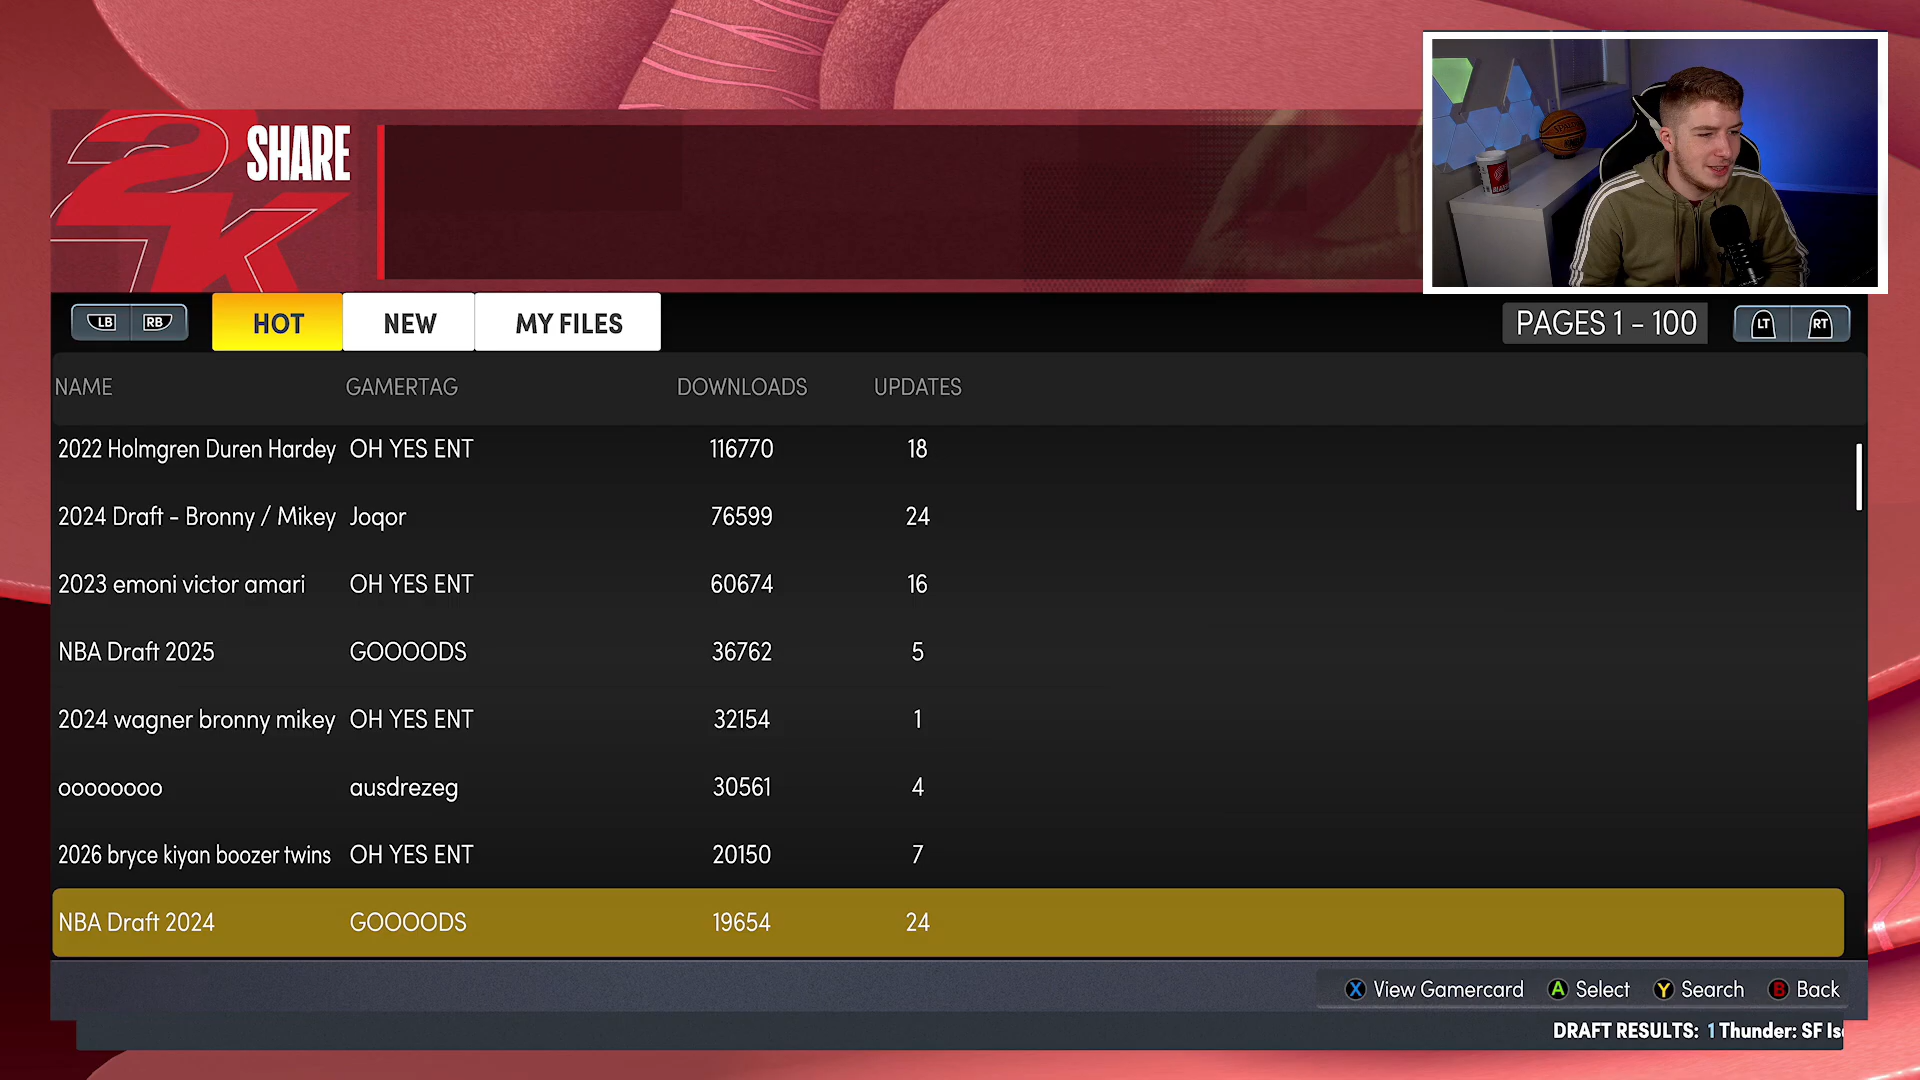 2K SHARE
LB RB HOT NEW MY FILES PAGES 1 - 100 LT RT
NAME GAMERTAG DOWNLOADS UPDATES
2022 Holmgren Duren Hardey OH YES ENT 116770 18
2024 Draft - Bronny / Mikey Joqor 76599 24
2023 emoni victor amari OH YES ENT 60674 16
NBA Draft 2025 GOOOODS 36762 5
2024 wagner bronny mikey OH YES ENT 32154 1
oooooooo ausdrezeg 30561 4
2026 bryce kiyan boozer twins OH YES ENT 20150 7
NBA Draft 2024 GOOOODS 19654 24
X View Gamercard A Select Y Search B Back
DRAFT RESULTS: 1 Thunder: SF Is